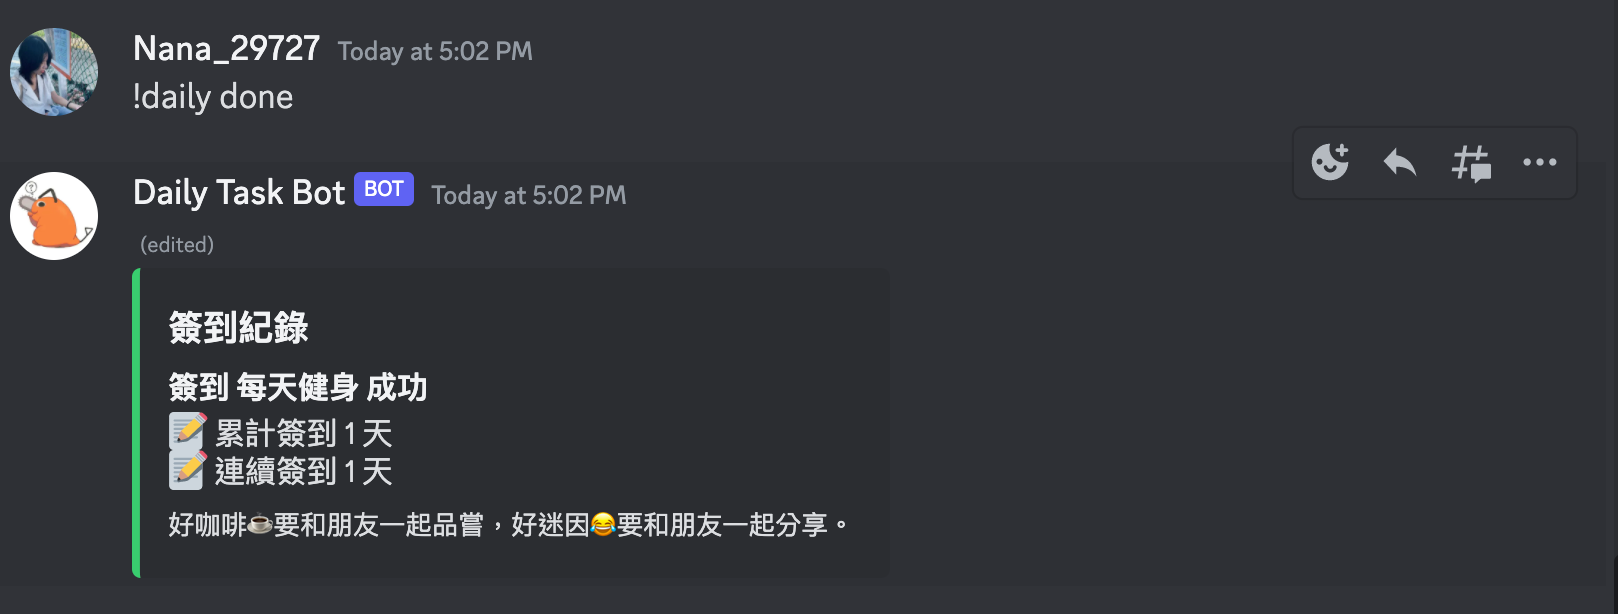 Nana_29727 Today at 5:02 PM
!daily done
Daily Task Bot BOT Today at 5:02 PM
(edited)
簽到紀錄
簽到 每天健身 成功
📝 累計簽到 1 天
📝 連續簽到 1 天
好咖啡☕要和朋友一起品嘗，好迷因😂要和朋友一起分享。